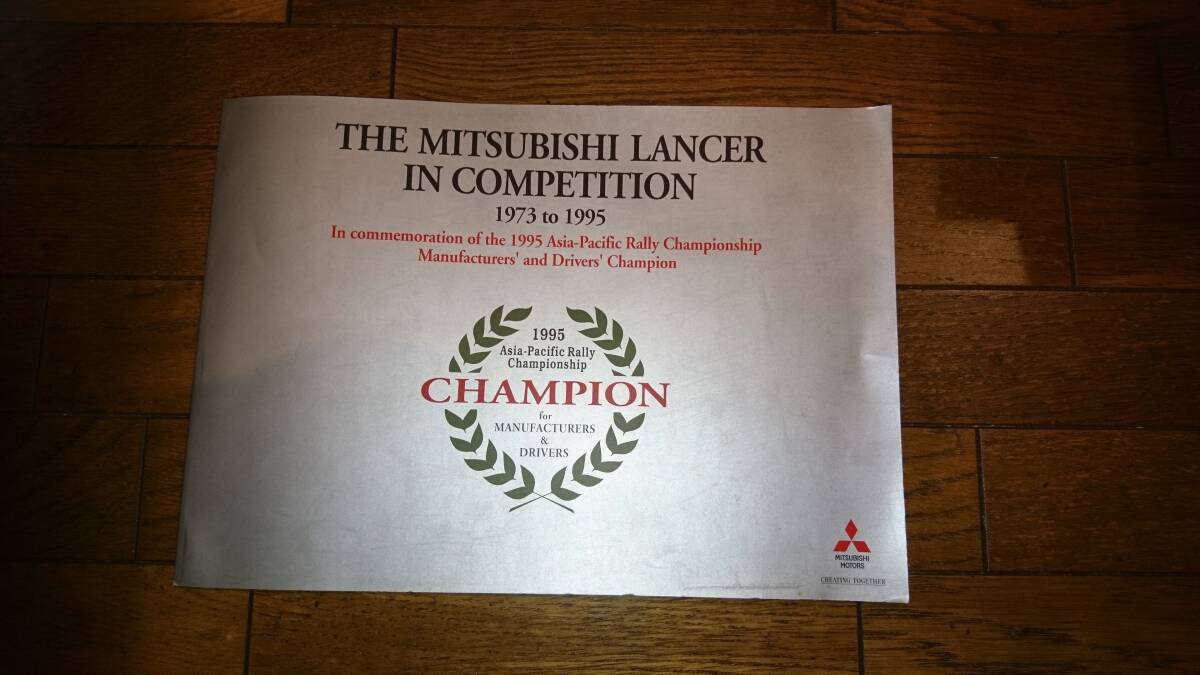 THE MITSUBISHI LANCER
IN COMPETITION
1973 to 1995
In commemoration of the 1995 Asia-Pacific Rally Championship
Manufacturers' and Drivers' Champion
1995
Asia-Pacific Rally
Championship
CHAMPION
for
MANUFACTURERS
&
DRIVERS
MITSUBISHI
MOTORS
CREATING TOGETHER